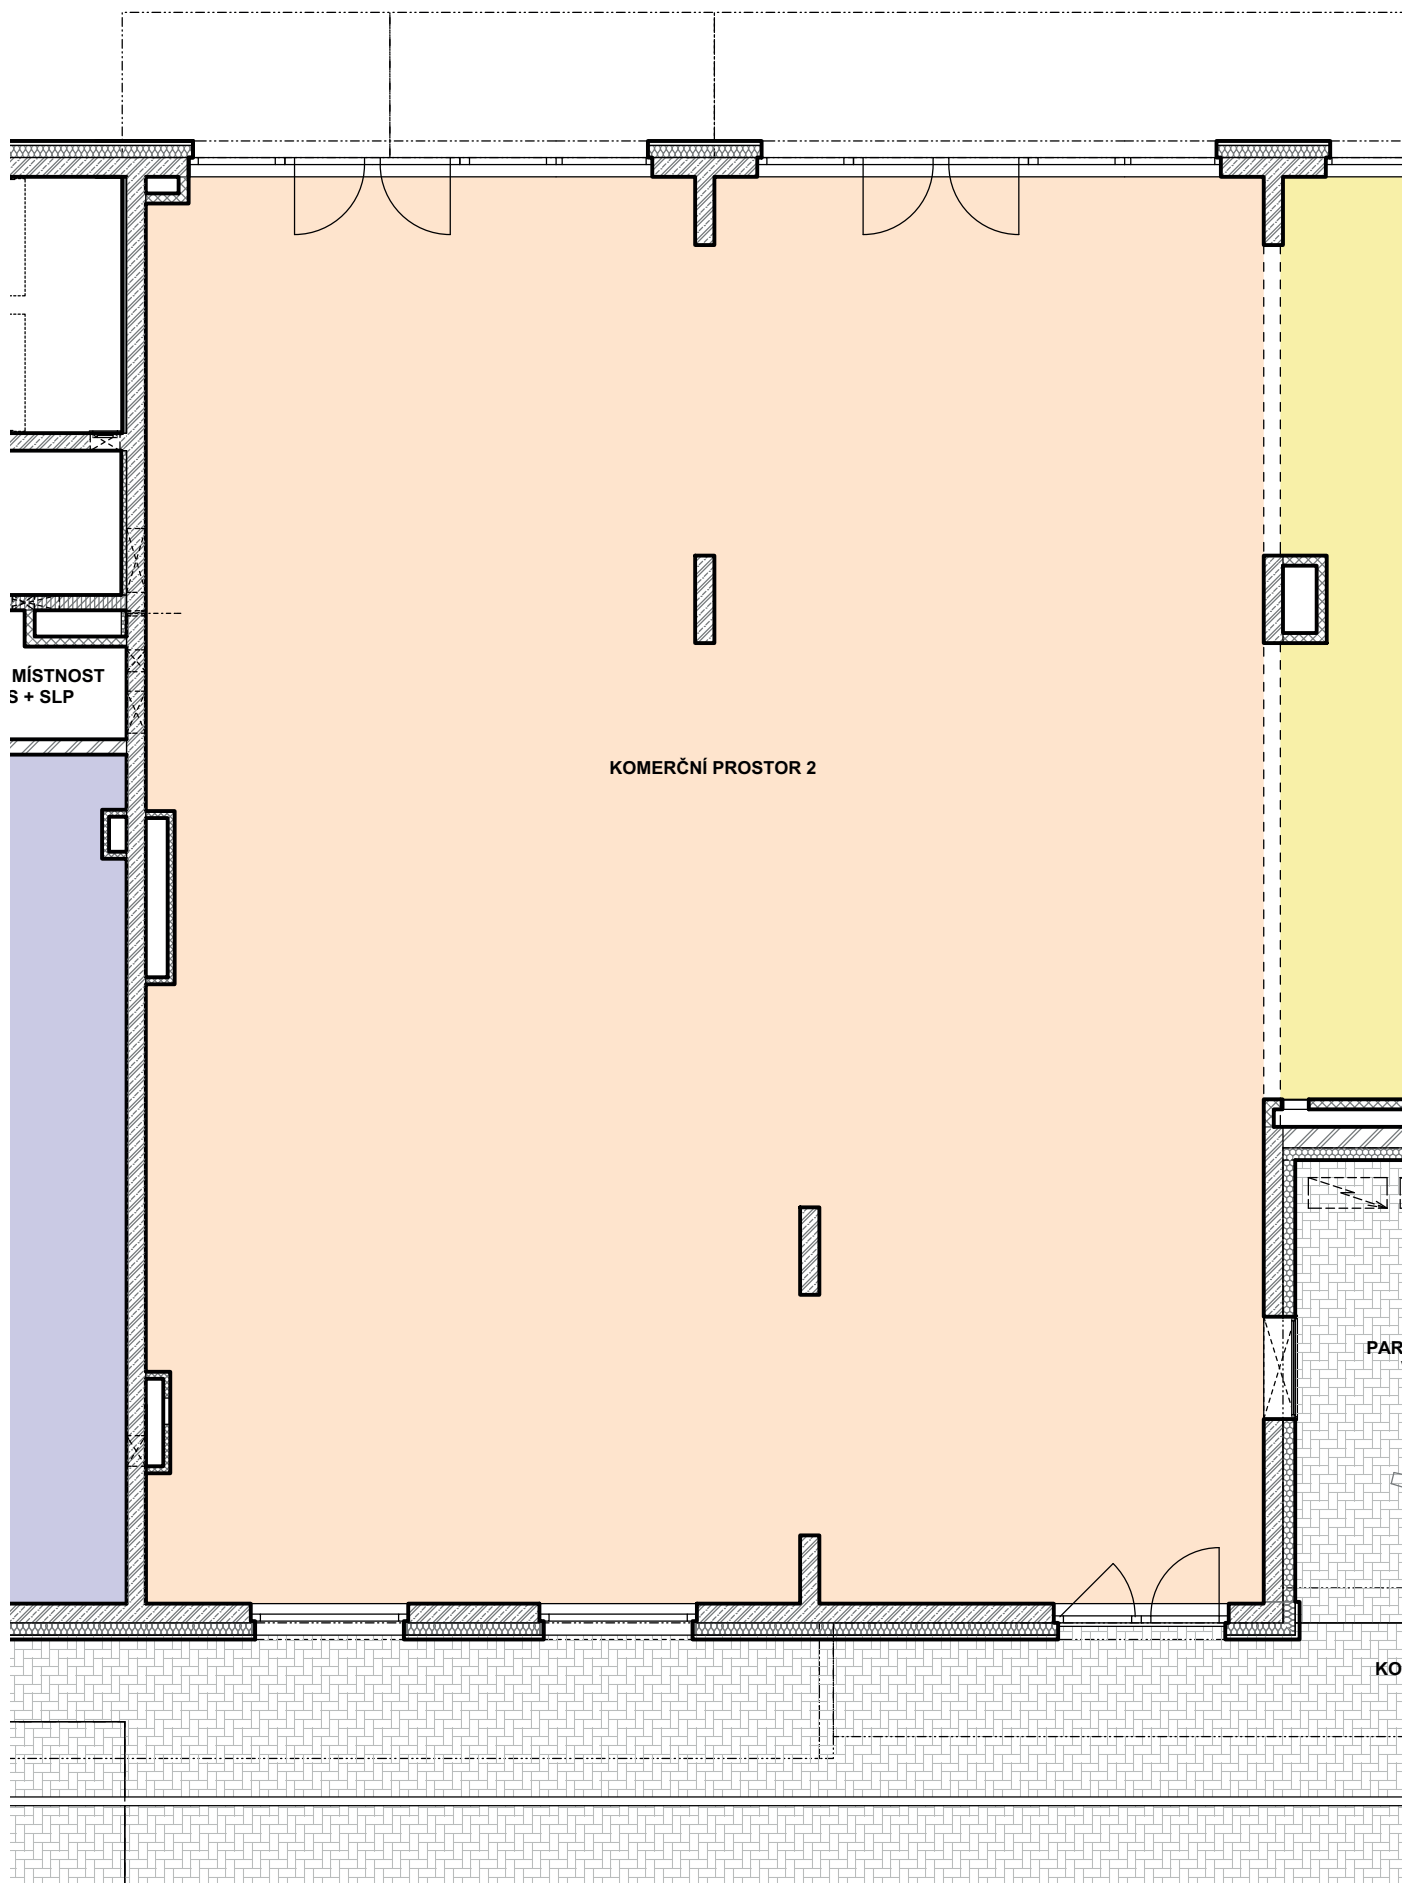 MÍSTNOST
S + SLP
KOMERČNÍ PROSTOR 2
PAR
KO